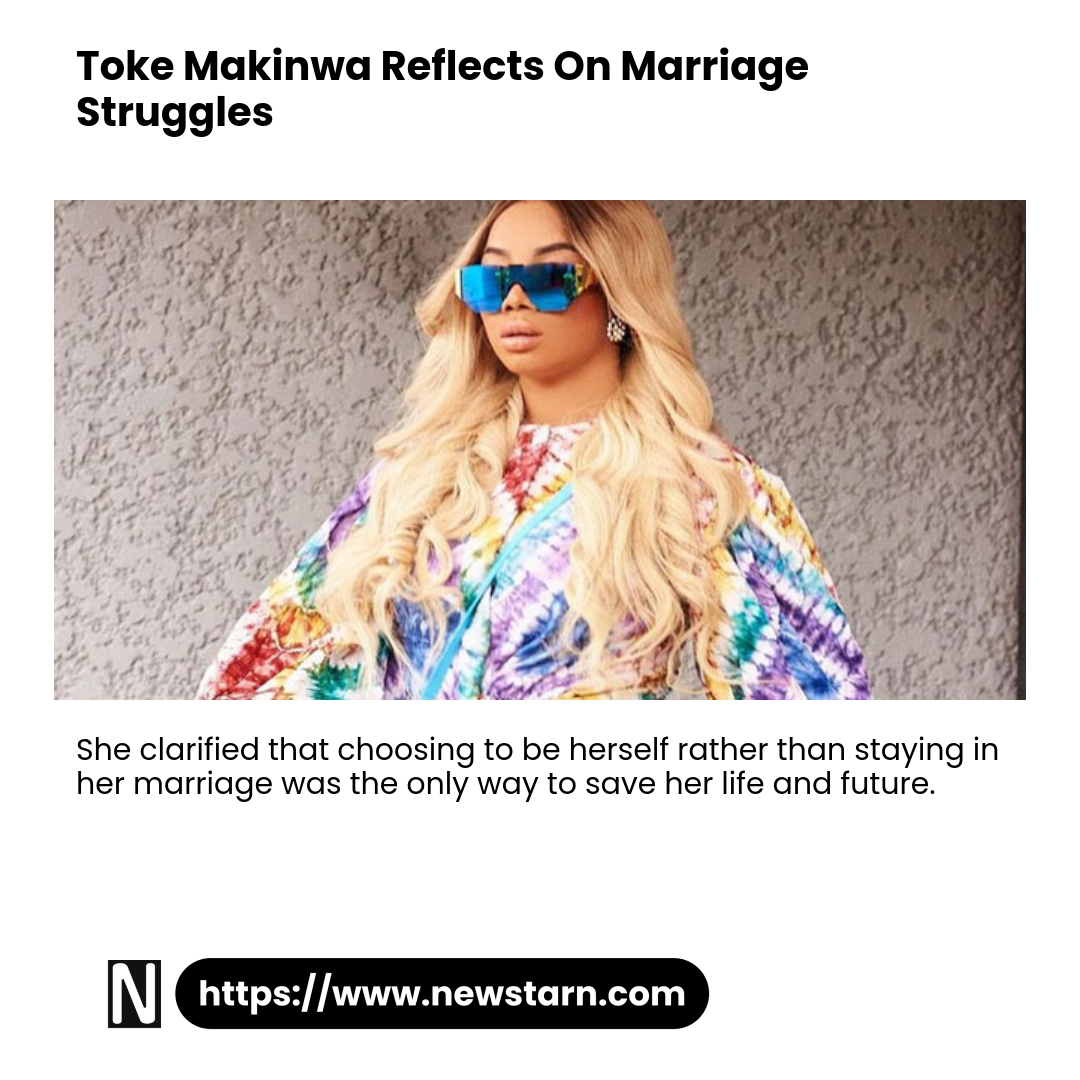 Toke Makinwa Reflects On Marriage
Struggles
She clarified that choosing to be herself rather than staying in
her marriage was the only way to save her life and future.
N https://www.newstarn.com